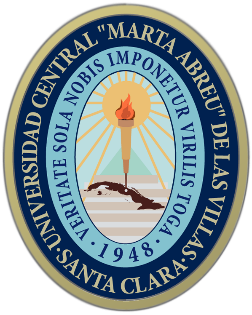 UNIVERSIDAD CENTRAL "MARTA ABREU" DE LAS VILLAS
·SANTA CLARA·
VERITATE SOLA NOBIS IMPONETUR VIRILIS TOGA
· 1948 ·